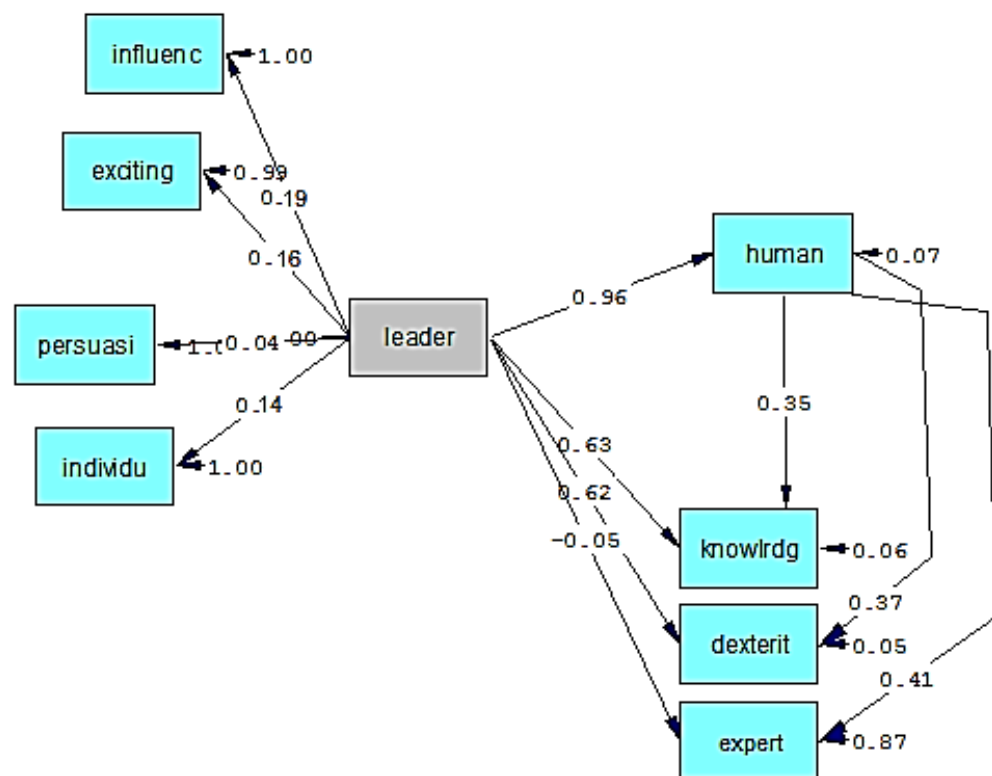 influenc
1.00
exciting
0.99
0.19
0.16
human
0.07
0.96
persuasi
0.04
99
leader
0.14
0.35
individu
1.00
0.63
0.62
-0.05
knowlrdg
0.06
0.37
dexterit
0.05
0.41
expert
0.87